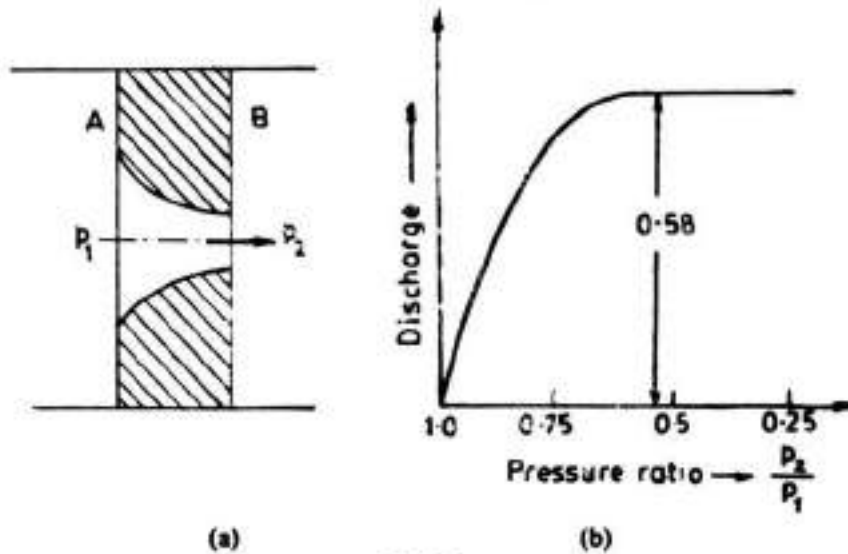 A
B
P₁
P₂
(a)
Discharge
0.58
1.0
0.75
0.5
0.25
Pressure ratio → P₂/P₁
(b)